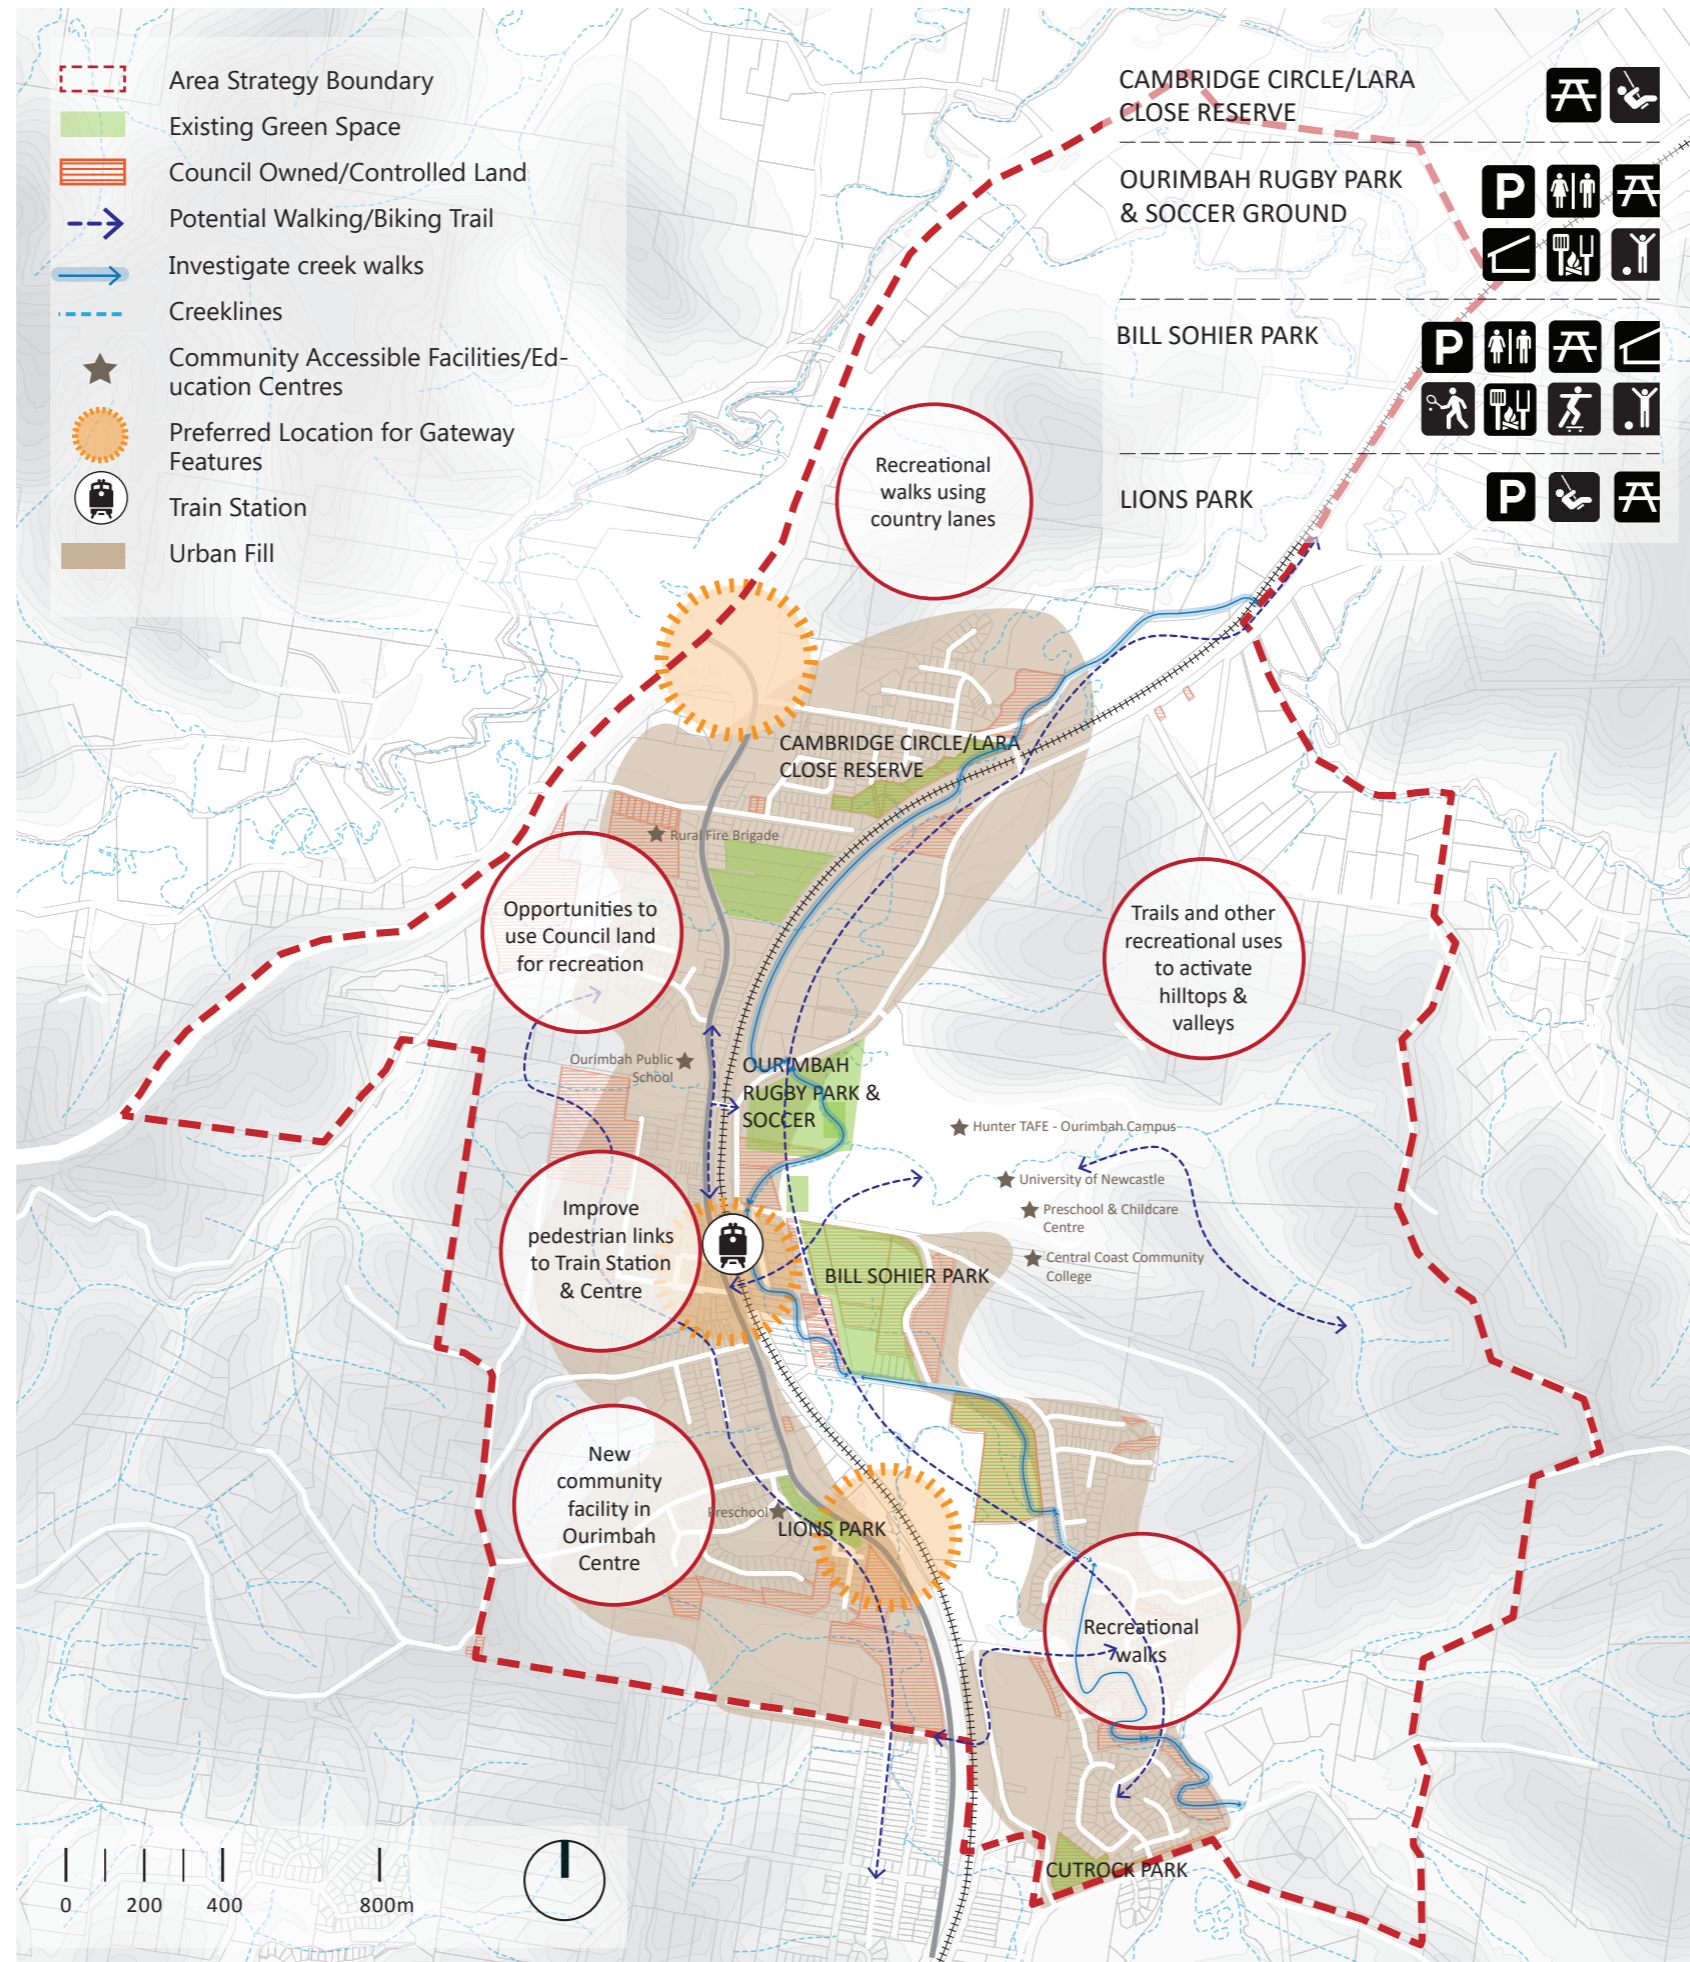 Area Strategy Boundary
Existing Green Space
Council Owned/Controlled Land
Potential Walking/Biking Trail
Investigate creek walks
Creeklines
Community Accessible Facilities/Ed-
ucation Centres
Preferred Location for Gateway
Features
Train Station
Urban Fill
CAMBRIDGE CIRCLE/LARA
CLOSE RESERVE
OURIMBAH RUGBY PARK
& SOCCER GROUND
P
BILL SOHIER PARK
P
LIONS PARK
P
Recreational
walks using
country lanes
CAMBRIDGE CIRCLE/LARA
CLOSE RESERVE
Rural Fire Brigade
Opportunities to
use Council land
for recreation
Trails and other
recreational uses
to activate
hilltops &
valleys
Ourimbah Public
School
OURIMBAH
RUGBY PARK &
SOCCER
Hunter TAFE - Ourimbah Campus
University of Newcastle
Preschool & Childcare
Centre
Central Coast Community
College
Improve
pedestrian links
to Train Station
& Centre
BILL SOHIER PARK
New
community
facility in
Ourimbah
Centre
Preschool
LIONS PARK
Recreational
walks
CUTROCK PARK
0 200 400 800m